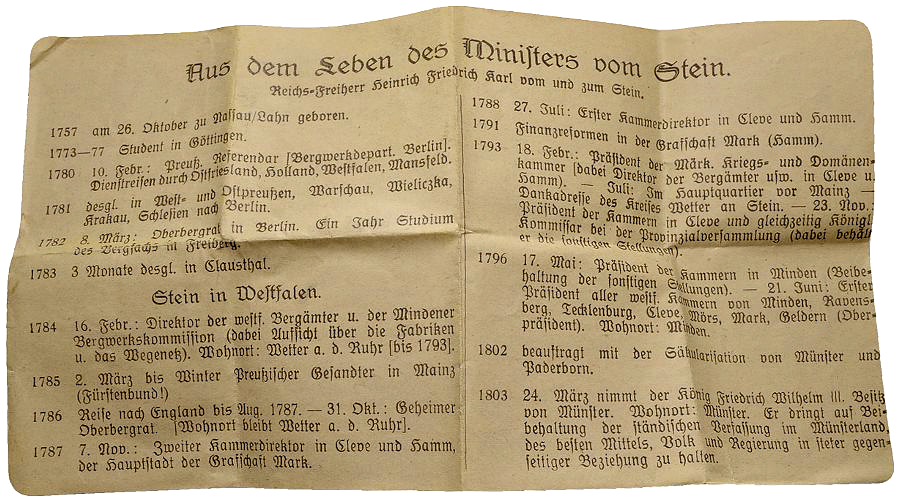 Aus dem Leben des Ministers vom Stein.
Reichs-Freiherr Heinrich Friedrich Karl vom und zum Stein.
1757 am 26. Oktober zu Nassau/Lahn geboren.
1773—77 Student in Göttingen.
1780 10. Febr.: Preuß. Referendar [Bergwerkdepart. Berlin].
Dienstreisen durch Ostfriesland, Holland, Westfalen, Mansfeld.
1781 desgl. in West- und Ostpreußen, Warschau, Wieliczka,
Krakau, Schlesien nach Berlin.
1782 8. März: Oberbergrat in Berlin. Ein Jahr Studium
des Bergfachs in Freiberg.
1783 3 Monate desgl. in Clausthal.
Stein in Westfalen.
1784 16. Febr.: Direktor der westf. Bergämter u. der Mindener
Bergwerkskommission (dabei Aufsicht über die Fabriken
u. das Wegenetz). Wohnort: Wetter a. d. Ruhr [bis 1793].
1785 2. März bis Winter Preußischer Gesandter in Mainz
(Fürstenbund!)
1786 Reise nach England bis Aug. 1787. — 31. Okt.: Geheimer
Oberbergrat. [Wohnort bleibt Wetter a. d. Ruhr].
1787 7. Nov.: Zweiter Kammerdirektor in Cleve und Hamm,
der Hauptstadt der Grafschaft Mark.
1788 27. Juli: Erster Kammerdirektor in Cleve und Hamm.
1791 Finanzreformen in der Grafschaft Mark (Hamm).
1793 18. Febr.: Präsident der Märk. Kriegs- und Domänen-
kammer [dabei Direktor der Bergämter usw. in Cleve u.
Hamm). — Juli: Im Hauptquartier vor Mainz —
Dankadresse des Kreises Wetter an Stein. — 23. Nov.:
Präsident der Kammern in Cleve und gleichzeitig Königl.
Kommissar bei der Provinzialversammlung (dabei behält
er die sonstigen Stellungen).
1796 17. Mai: Präsident der Kammern in Minden (Beibe-
haltung der sonstigen Stellungen). — 21. Juni: Erster
Präsident aller westf. Kammern von Minden, Ravens-
berg, Tecklenburg, Cleve, Mörs, Mark, Geldern (Ober-
präsident). Wohnort: Minden.
1802 beauftragt mit der Säkularisation von Münster und
Paderborn.
1803 24. März nimmt der König Friedrich Wilhelm III. Besitz
von Münster. Wohnort: Münster. Er dringt auf Bei-
behaltung der ständischen Verfassung im Münsterland,
des besten Mittels, Volk und Regierung in steter gegen-
seitiger Beziehung zu halten.